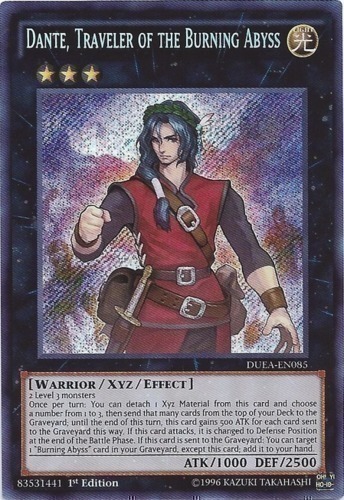 DANTE, TRAVELER OF THE BURNING ABYSS
LIGHT
光
DUEA-EN085
[WARRIOR / XYZ / EFFECT]
2 Level 3 monsters
Once per turn: You can detach 1 Xyz Material from this card and choose
a number from 1 to 3, then send that many cards from the top of your Deck to the
Graveyard; until the end of this turn, this card gains 500 ATK for each card sent
to the Graveyard this way. If this card attacks, it is changed to Defense Position
at the end of the Battle Phase. If this card is sent to the Graveyard: You can target
1 "Burning Abyss" card in your Graveyard, except this card; add it to your hand.
ATK/1000 DEF/2500
83531441 1st Edition ©1996 KAZUKI TAKAHASHI